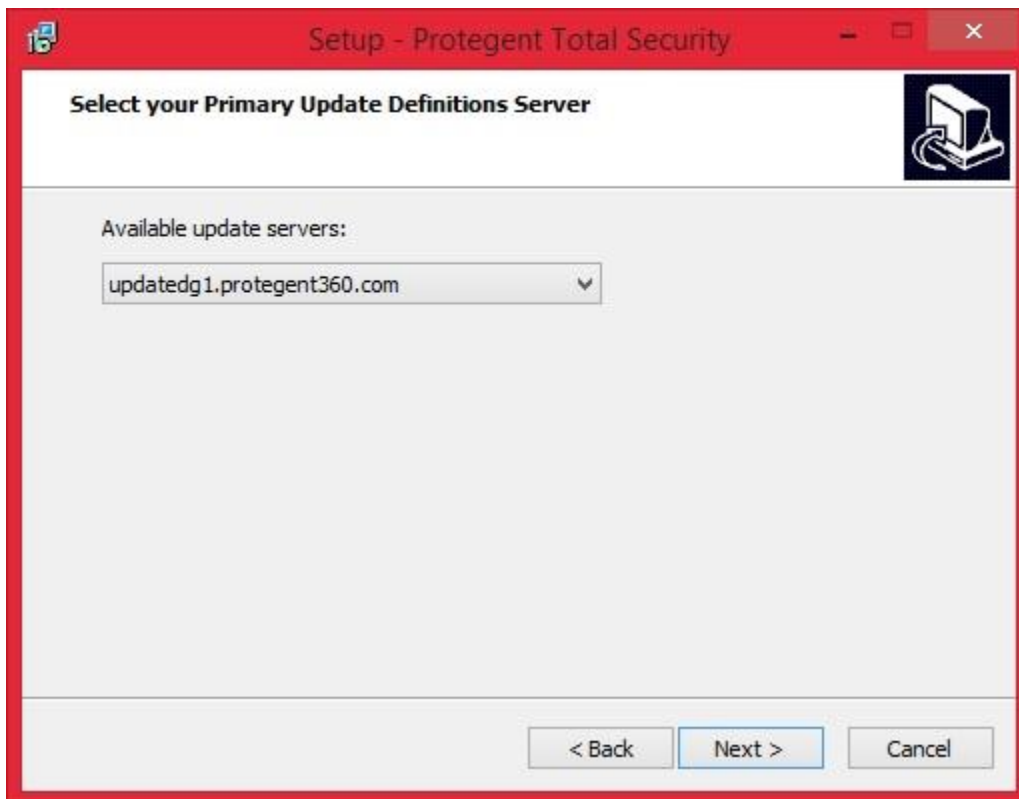 Setup - Protegent Total Security
Select your Primary Update Definitions Server
Available update servers:
updatedg1.protegent360.com
< Back
Next >
Cancel